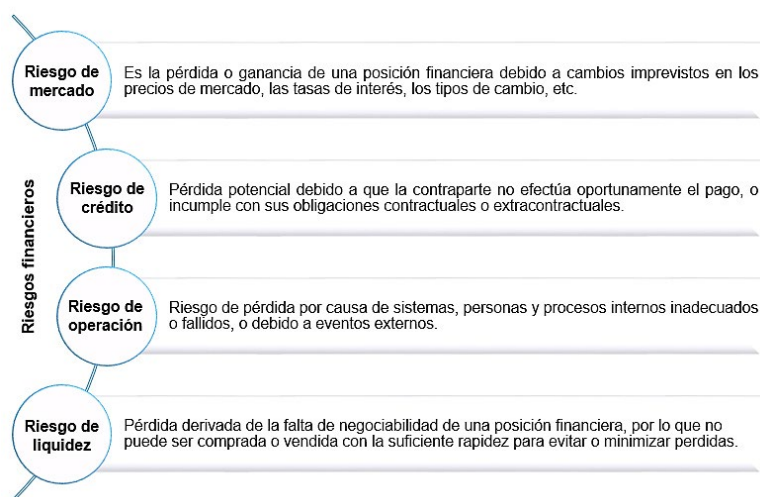 Riesgos financieros
Riesgo de
mercado
Es la pérdida o ganancia de una posición financiera debido a cambios imprevistos en los
precios de mercado, las tasas de interés, los tipos de cambio, etc.
Riesgo de
crédito
Pérdida potencial debido a que la contraparte no efectúa oportunamente el pago, o
incumple con sus obligaciones contractuales o extracontractuales.
Riesgo de
operación
Riesgo de pérdida por causa de sistemas, personas y procesos internos inadecuados
o fallidos, o debido a eventos externos.
Riesgo de
liquidez
Pérdida derivada de la falta de negociabilidad de una posición financiera, por lo que no
puede ser comprada o vendida con la suficiente rapidez para evitar o minimizar perdidas.